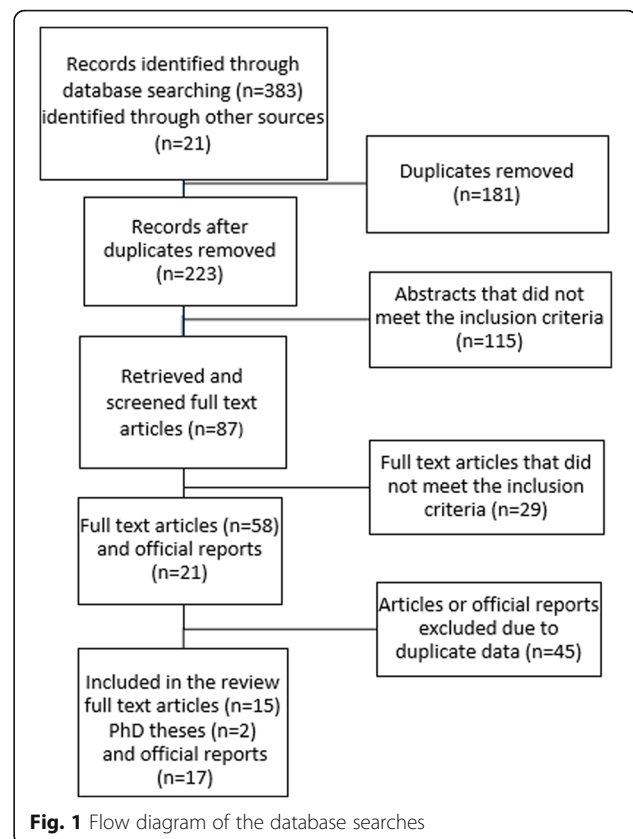 Records identified through
database searching (n=383)
identified through other sources
(n=21)
Duplicates removed
(n=181)
Records after
duplicates removed
(n=223)
Abstracts that did not
meet the inclusion criteria
(n=115)
Retrieved and
screened full text
articles (n=87)
Full text articles that did
not meet the inclusion
criteria (n=29)
Full text articles (n=58)
and official reports
(n=21)
Articles or official reports
excluded due to
duplicate data (n=45)
Included in the review
full text articles (n=15)
PhD theses (n=2)
and official reports
(n=17)
Fig. 1 Flow diagram of the database searches